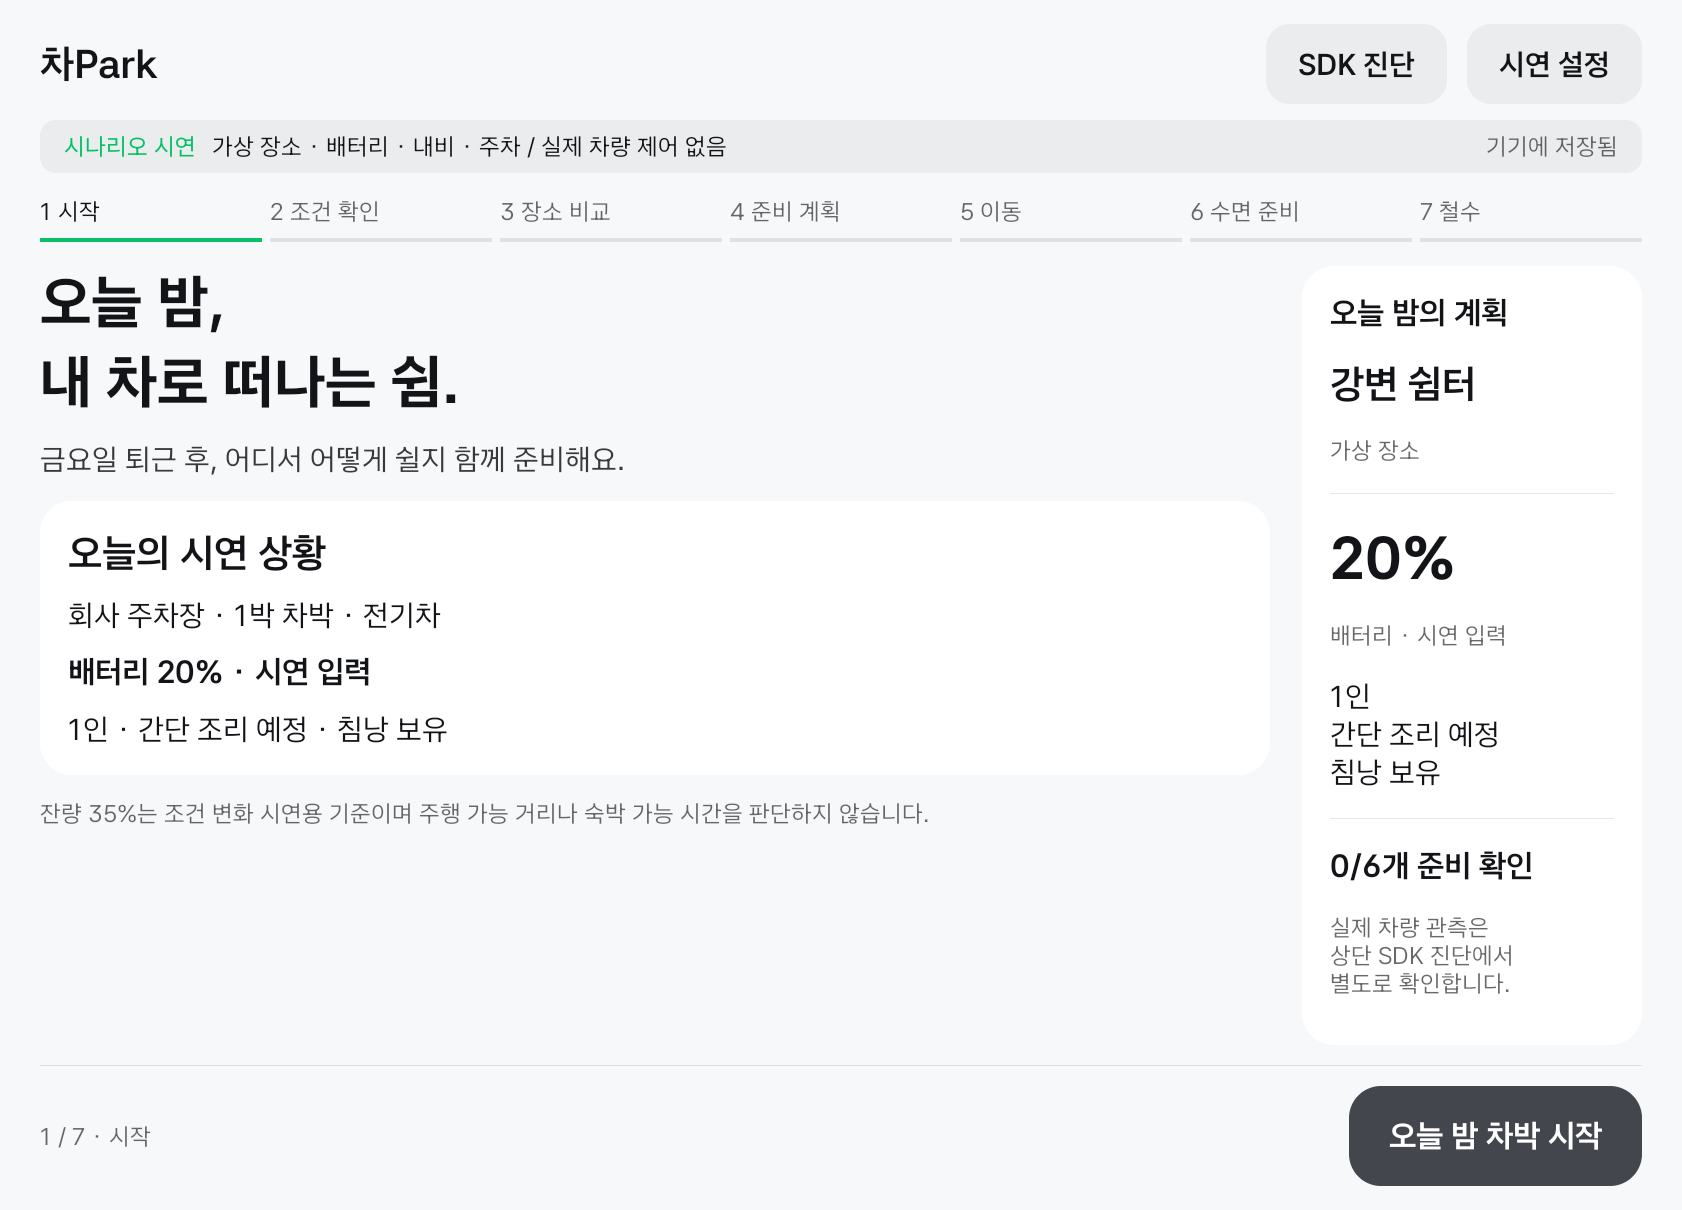 차Park
SDK 진단
시연 설정
시나리오 시연 가상 장소 · 배터리 · 내비 · 주차 / 실제 차량 제어 없음
기기에 저장됨
1 시작
2 조건 확인
3 장소 비교
4 준비 계획
5 이동
6 수면 준비
7 철수
오늘 밤,
내 차로 떠나는 쉼.
금요일 퇴근 후, 어디서 어떻게 쉴지 함께 준비해요.
오늘의 시연 상황
회사 주차장 · 1박 차박 · 전기차
배터리 20% · 시연 입력
1인 · 간단 조리 예정 · 침낭 보유
잔량 35%는 조건 변화 시연용 기준이며 주행 가능 거리나 숙박 가능 시간을 판단하지 않습니다.
오늘 밤의 계획
강변 쉼터
가상 장소
20%
배터리 · 시연 입력
1인
간단 조리 예정
침낭 보유
0/6개 준비 확인
실제 차량 관측은
상단 SDK 진단에서
별도로 확인합니다.
1 / 7 · 시작
오늘 밤 차박 시작